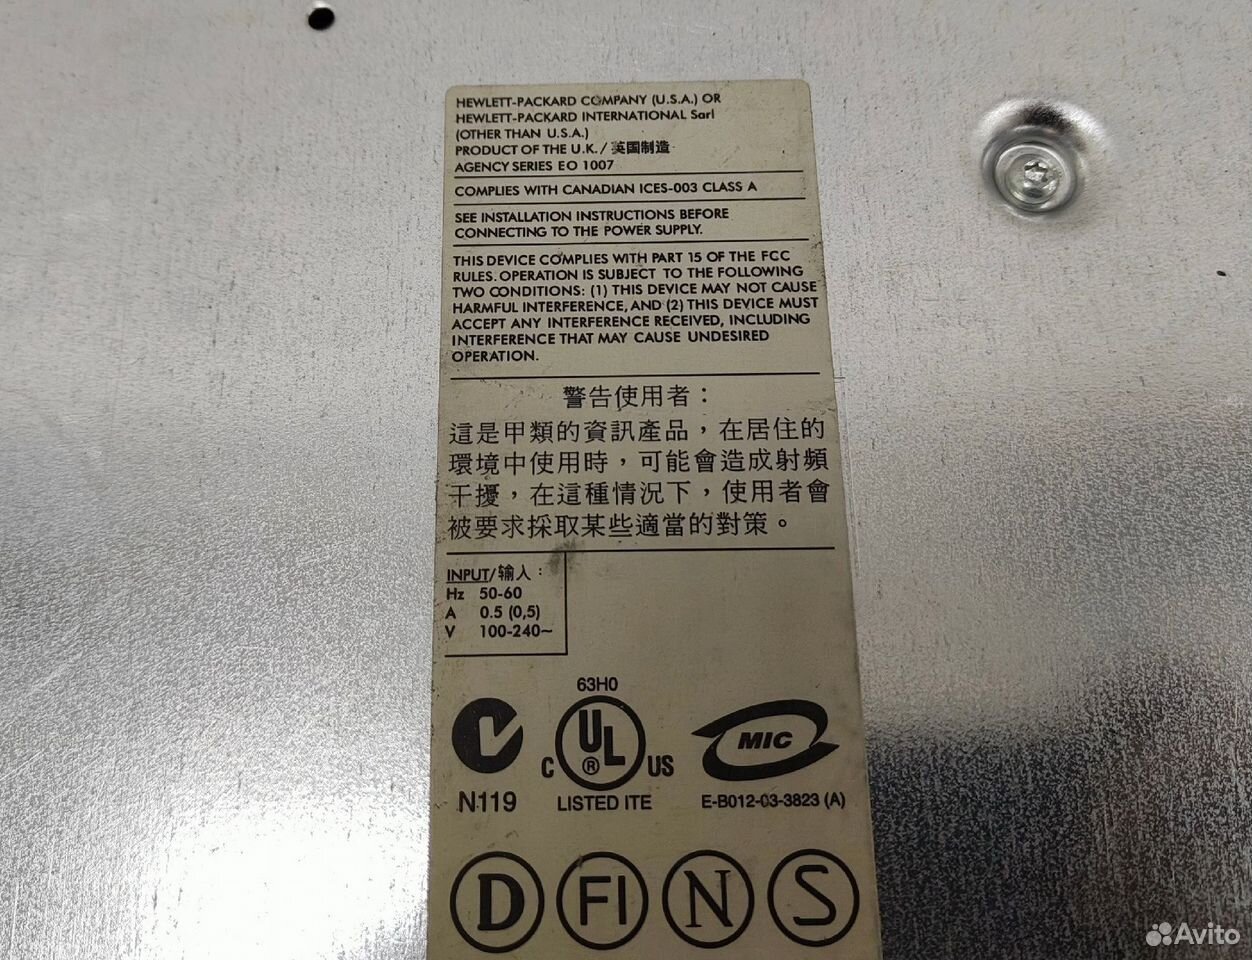 HEWLETT-PACKARD COMPANY (U.S.A.) OR
HEWLETT-PACKARD INTERNATIONAL Sarl
(OTHER THAN U.S.A.)
PRODUCT OF THE U.K. / 英国制造
AGENCY SERIES EO 1007
COMPLIES WITH CANADIAN ICES-003 CLASS A
SEE INSTALLATION INSTRUCTIONS BEFORE
CONNECTING TO THE POWER SUPPLY.
THIS DEVICE COMPLIES WITH PART 15 OF THE FCC
RULES. OPERATION IS SUBJECT TO THE FOLLOWING
TWO CONDITIONS: (1) THIS DEVICE MAY NOT CAUSE
HARMFUL INTERFERENCE, AND (2) THIS DEVICE MUST
ACCEPT ANY INTERFERENCE RECEIVED, INCLUDING
INTERFERENCE THAT MAY CAUSE UNDESIRED
OPERATION.
警告使用者：
這是甲類的資訊產品，在居住的
環境中使用時，可能會造成射頻
干擾，在這種情況下，使用者會
被要求採取某些適當的對策。
INPUT/输入：
Hz 50-60
A 0.5 (0,5)
V 100-240~
63H0
C UL ® US
MIC
N119
LISTED ITE
E-B012-03-3823 (A)
D FI N S
Avito